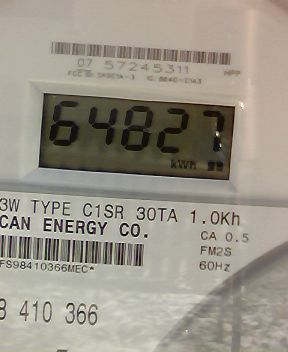 07 57245311
64827
kWh
3W TYPE C1SR 30TA 1.0Kh
CAN ENERGY CO.
CA 0.5
FM2S
60Hz
FS98410366MEC*
8 410 366